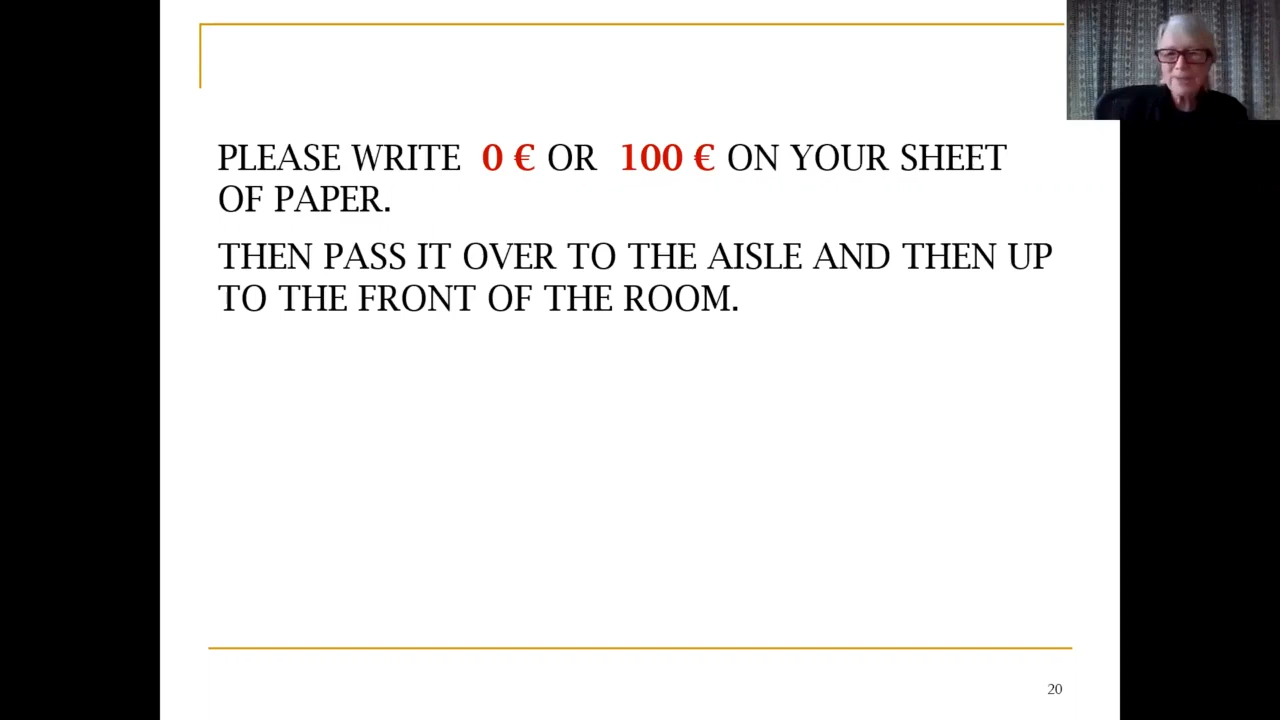 PLEASE WRITE 0 € OR 100 € ON YOUR SHEET
OF PAPER.
THEN PASS IT OVER TO THE AISLE AND THEN UP
TO THE FRONT OF THE ROOM.
20